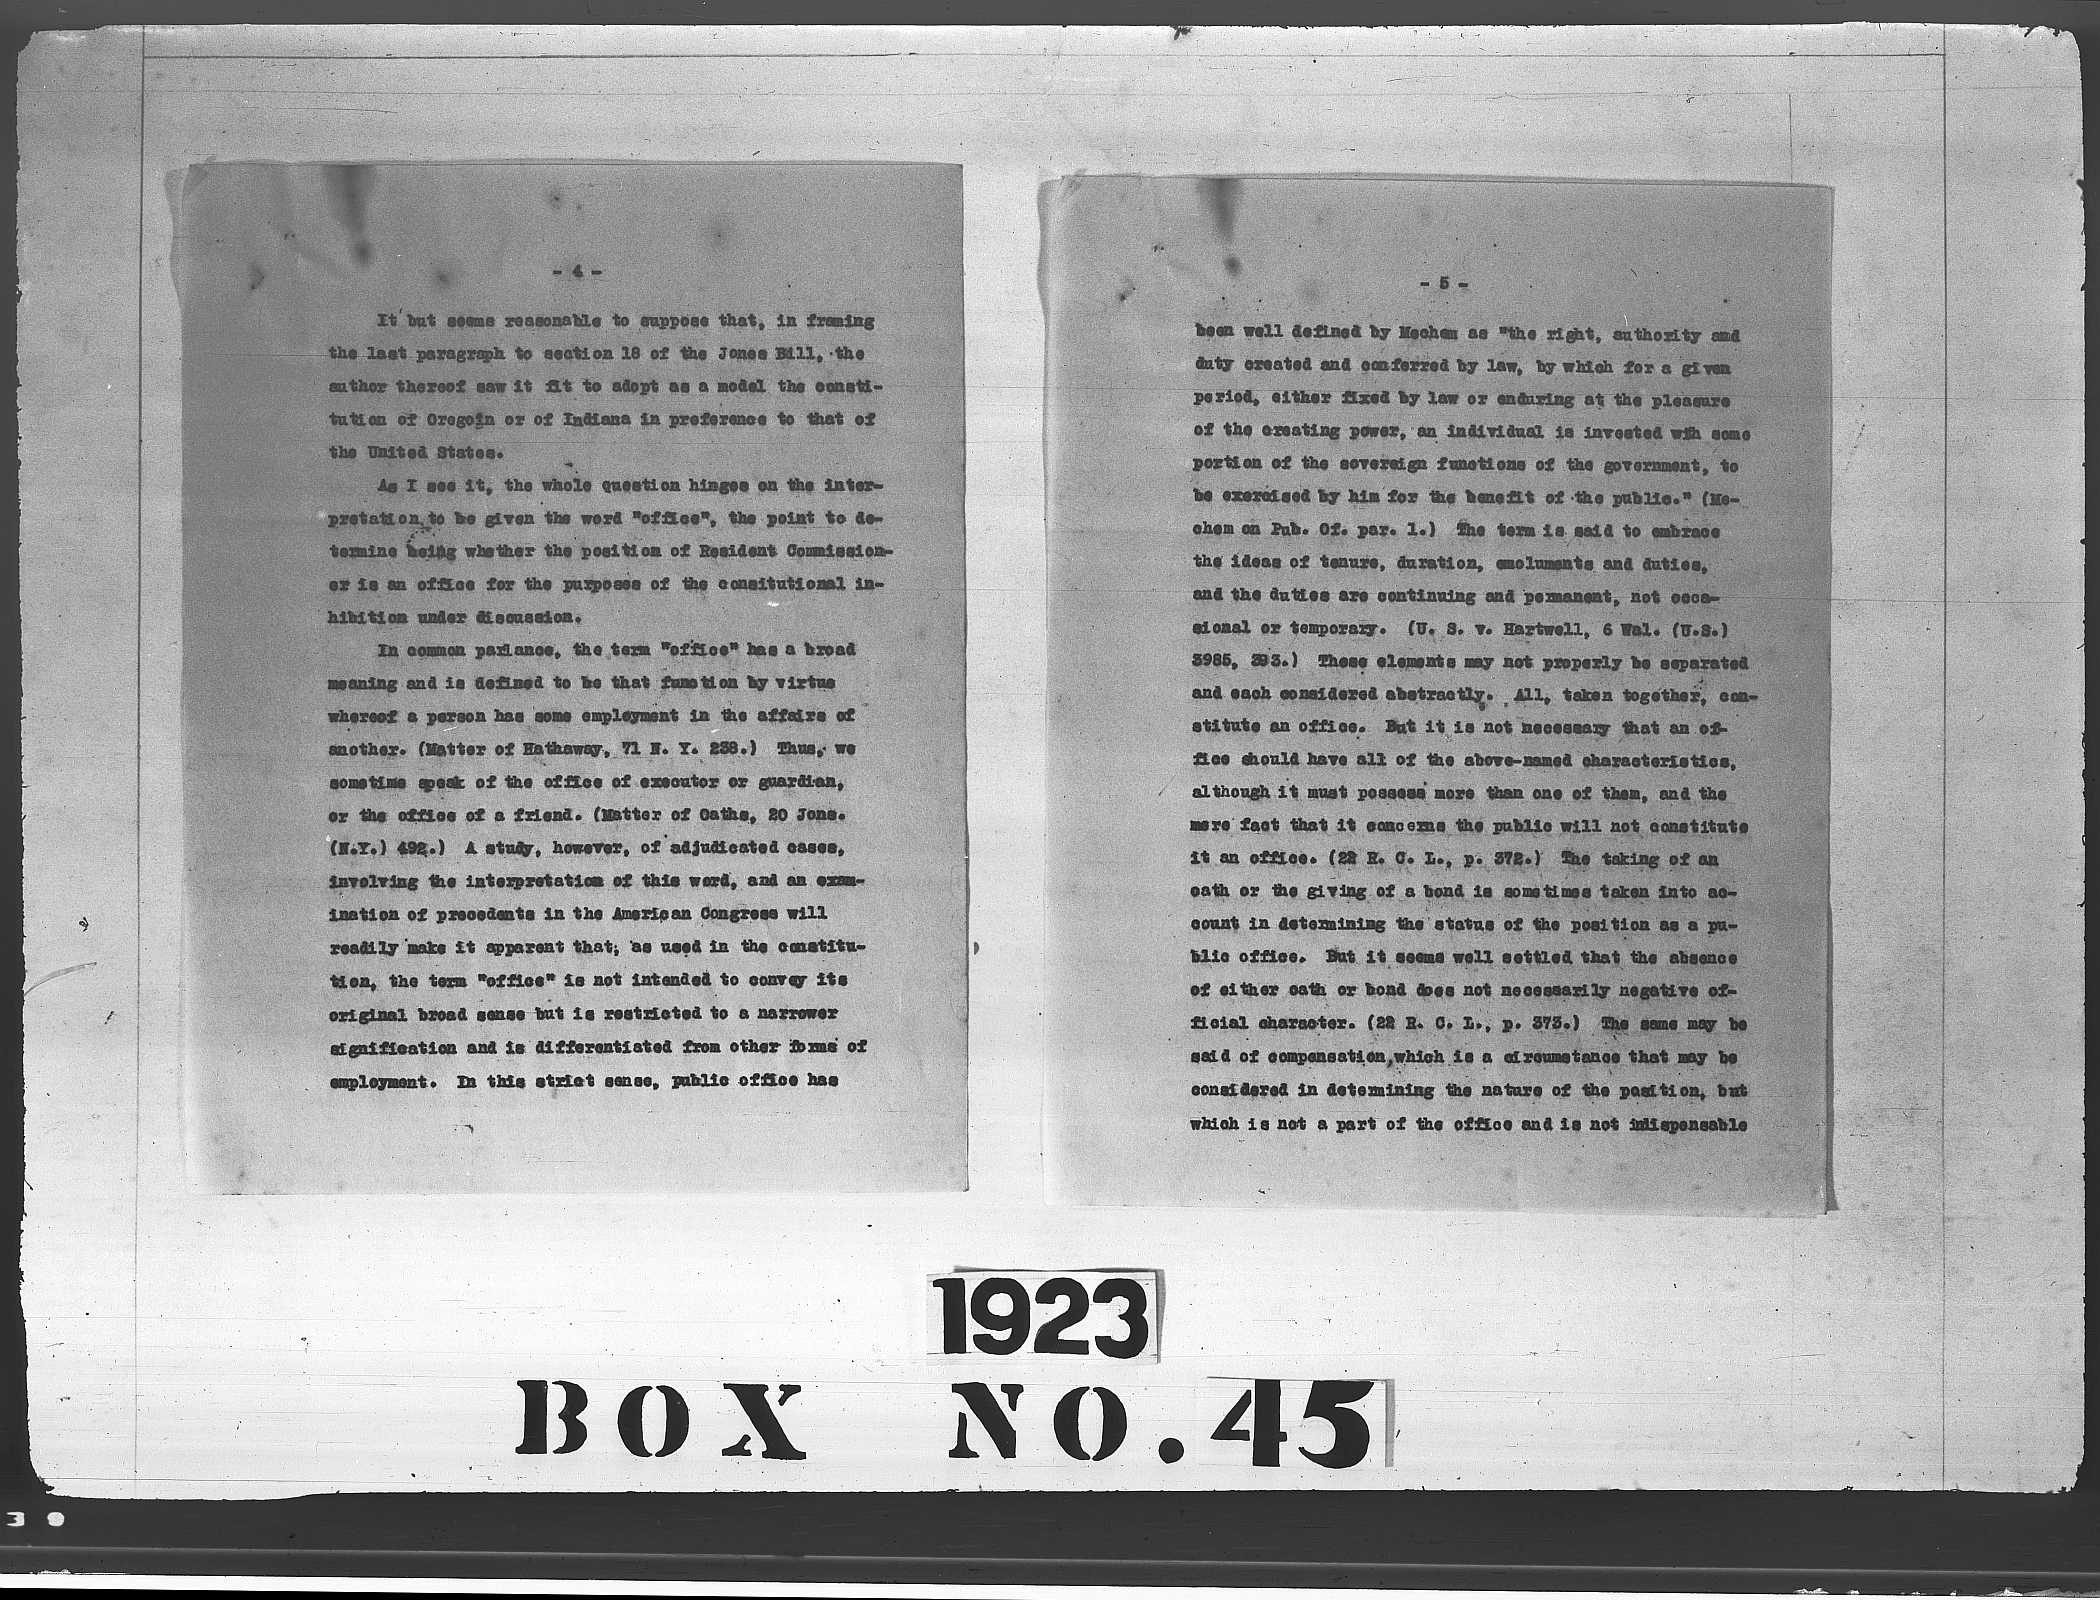 - 4 -
It but seems reasonable to suppose that, in framing
the last paragraph to section 18 of the Jones Bill, the
author thereof saw it fit to adopt as a model the consti-
tution of Oregoin or of Indiana in preference to that of
the United States.
As I see it, the whole question hinges on the inter-
pretation to be given the word "office", the point to de-
termine being whether the position of Resident Commission-
er is an office for the purposes of the consitutional in-
hibition under discussion.
In common parlance, the term "office" has a broad
meaning and is defined to be that function by virtue
whereof a person has some employment in the affairs of
another. (Matter of Hathaway, 71 N. Y. 238.) Thus, we
sometime speak of the office of executor or guardian,
or the office of a friend. (Matter of Oaths, 20 Jons.
(N.Y.) 492.) A study, however, of adjudicated cases,
involving the interpretation of this word, and an exam-
ination of precedents in the American Congress will
readily make it apparent that, as used in the constitu-
tion, the term "office" is not intended to convey its
original broad sense but is restricted to a narrower
signification and is differentiated from other forms of
employment. In this strict sense, public office has
- 5 -
been well defined by Mechem as "the right, authority and
duty created and conferred by law, by which for a given
period, either fixed by law or enduring at the pleasure
of the creating power, an individual is invested with some
portion of the sovereign functions of the government, to
be exercised by him for the benefit of the public." (Me-
chem on Pub. Of. par. 1.) The term is said to embrace
the ideas of tenure, duration, emoluments and duties,
and the duties are continuing and permanent, not occa-
sional or temporary. (U. S. v. Hartwell, 6 Wal. (U.S.)
3985, 393.) These elements may not properly be separated
and each considered abstractly. All, taken together, con-
stitute an office. But it is not necessary that an of-
fice should have all of the above-named characteristics,
although it must possess more than one of them, and the
mere fact that it concerns the public will not constitute
it an office. (22 R. C. L., p. 372.) The taking of an
oath or the giving of a bond is sometimes taken into ac-
count in determining the status of the position as a pu-
blic office. But it seems well settled that the absence
of either oath or bond does not necessarily negative of-
ficial character. (22 R. C. L., p. 373.) The same may be
said of compensation,which is a circumstance that may be
considered in determining the nature of the position, but
which is not a part of the office and is not indispensable
1923
BOX NO. 45